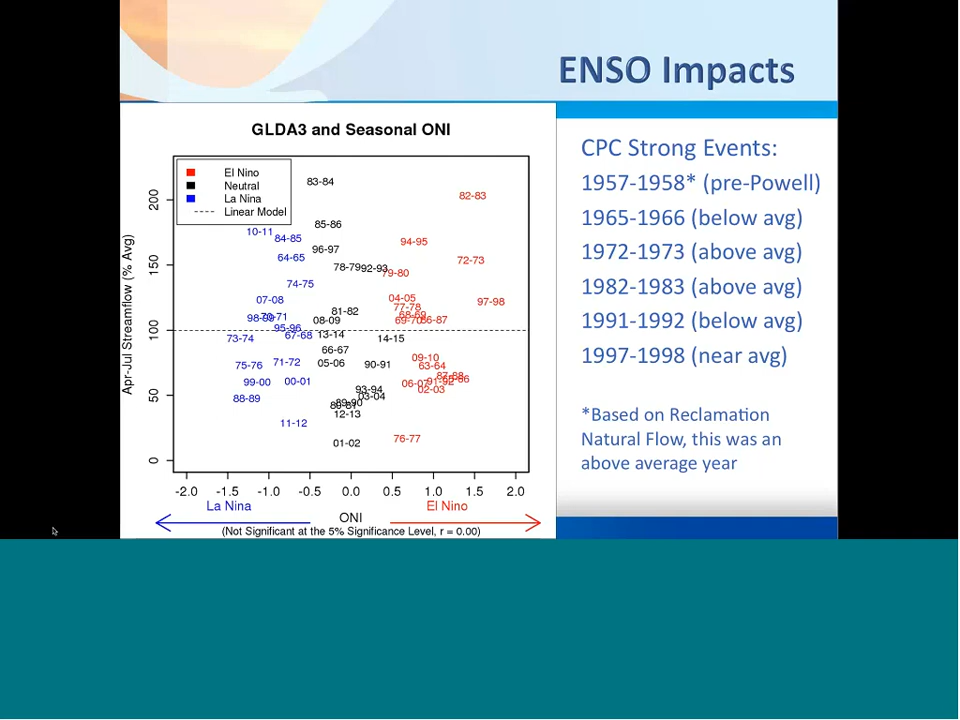 ENSO Impacts
GLDA3 and Seasonal ONI
El Nino
Neutral
La Nina
Linear Model
Apr-Jul Streamflow (% Avg)
200
150
100
50
0
83-84
82-83
85-86
10-11
84-85
94-95
96-97
64-65
72-73
78-79
92-93
79-80
74-75
07-08
04-05
97-98
77-78
81-82
68-69
98-99
70-71
08-09
69-70
86-87
95-96
67-68
13-14
73-74
14-15
66-67
09-10
71-72
05-06
75-76
90-91
63-64
87-88
65-66
99-00
00-01
06-07
91-92
93-94
02-03
03-04
88-89
89-90
12-13
11-12
76-77
01-02
-2.0 -1.5 -1.0 -0.5 0.0 0.5 1.0 1.5 2.0
La Nina El Nino
ONI
(Not Significant at the 5% Significance Level, r = 0.00)
CPC Strong Events:
1957-1958* (pre-Powell)
1965-1966 (below avg)
1972-1973 (above avg)
1982-1983 (above avg)
1991-1992 (below avg)
1997-1998 (near avg)
*Based on Reclamation
Natural Flow, this was an
above average year